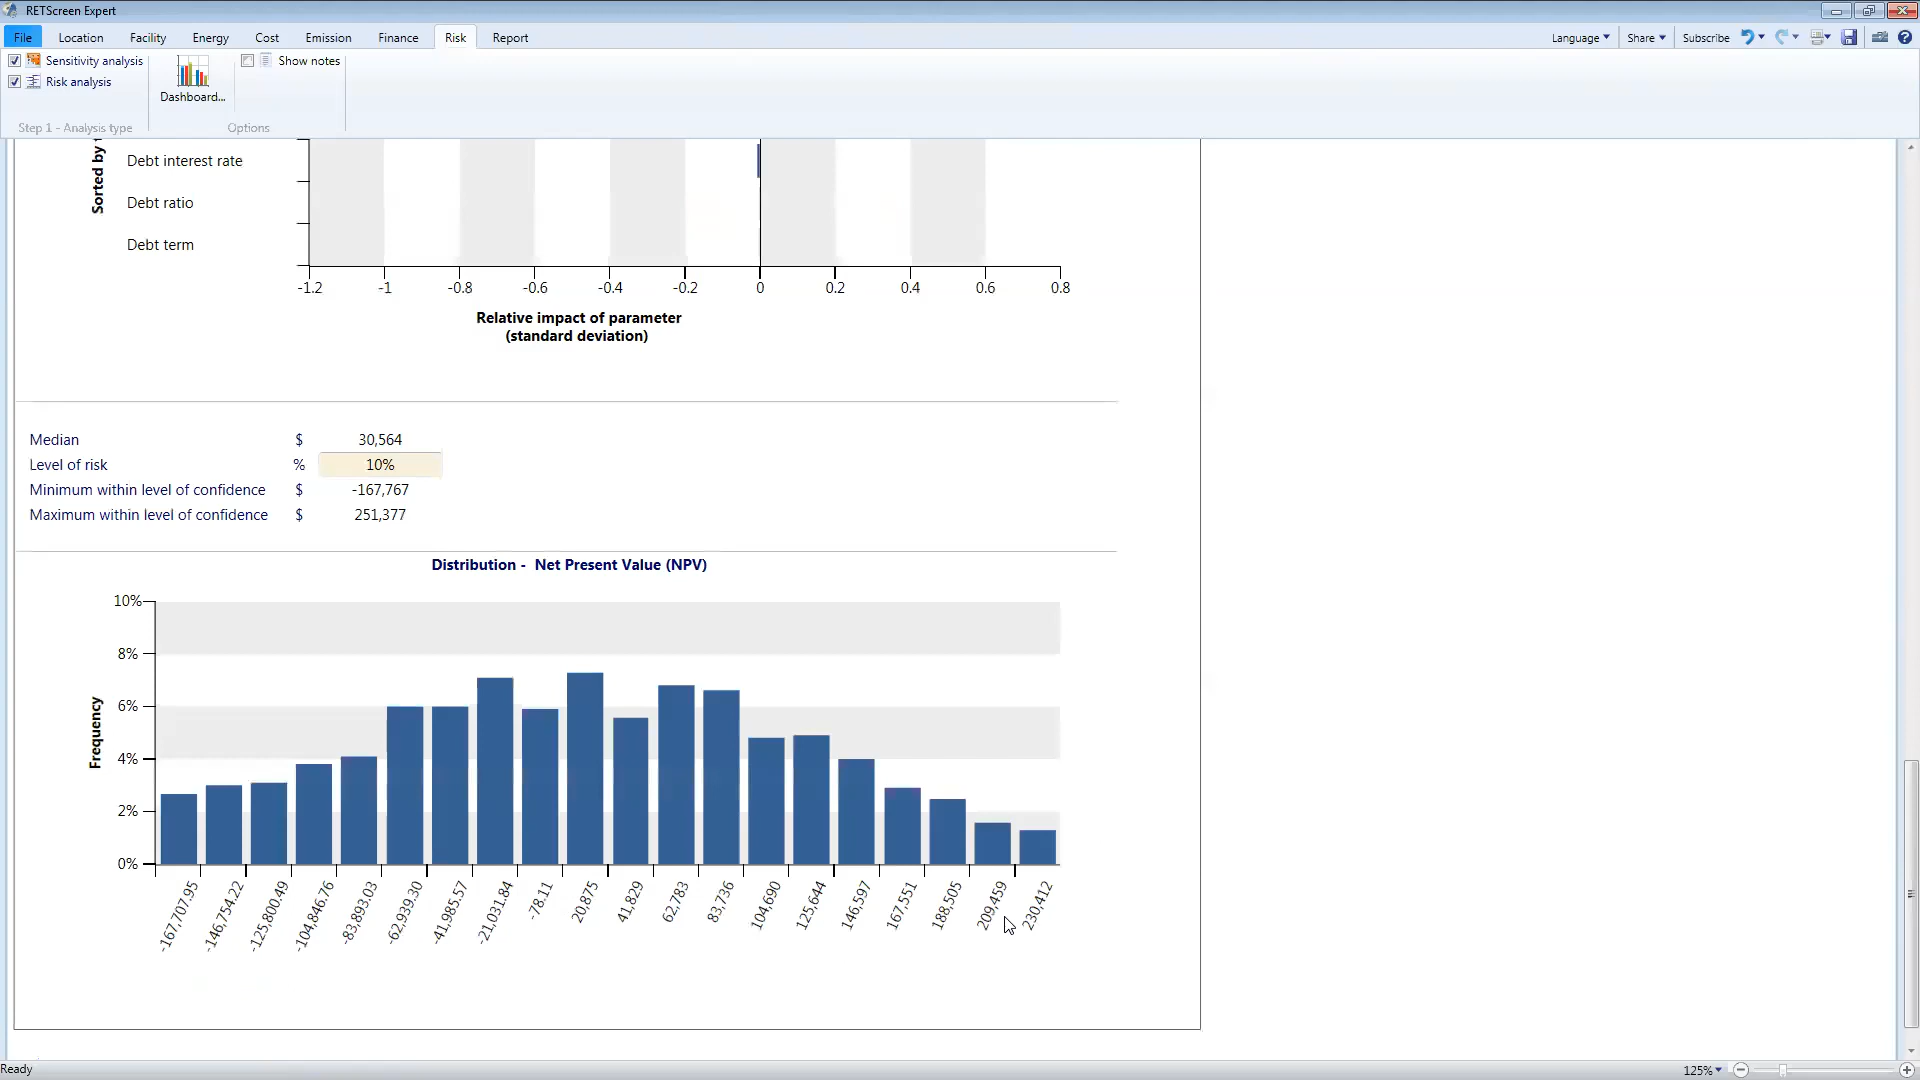 RETScreen Expert
File Location Facility Energy Cost Emission Finance Risk Report Language Share Subscribe
Sensitivity analysis Show notes
Risk analysis Dashboard...
Step 1 - Analysis type Options
Sorted by
Debt interest rate
Debt ratio
Debt term
-1.2 -1 -0.8 -0.6 -0.4 -0.2 0 0.2 0.4 0.6 0.8
Relative impact of parameter
(standard deviation)
Median $ 30,564
Level of risk % 10%
Minimum within level of confidence $ -167,767
Maximum within level of confidence $ 251,377
Distribution - Net Present Value (NPV)
Frequency
10%
8%
6%
4%
2%
0%
-167,707.95 -146,754.22 -125,800.49 -104,846.76 -83,893.03 -62,939.30 -41,985.57 -21,031.84 -78.11 20,875 41,829 62,783 83,736 104,690 125,644 146,597 167,551 188,505 209,459 230,412
Ready 125%